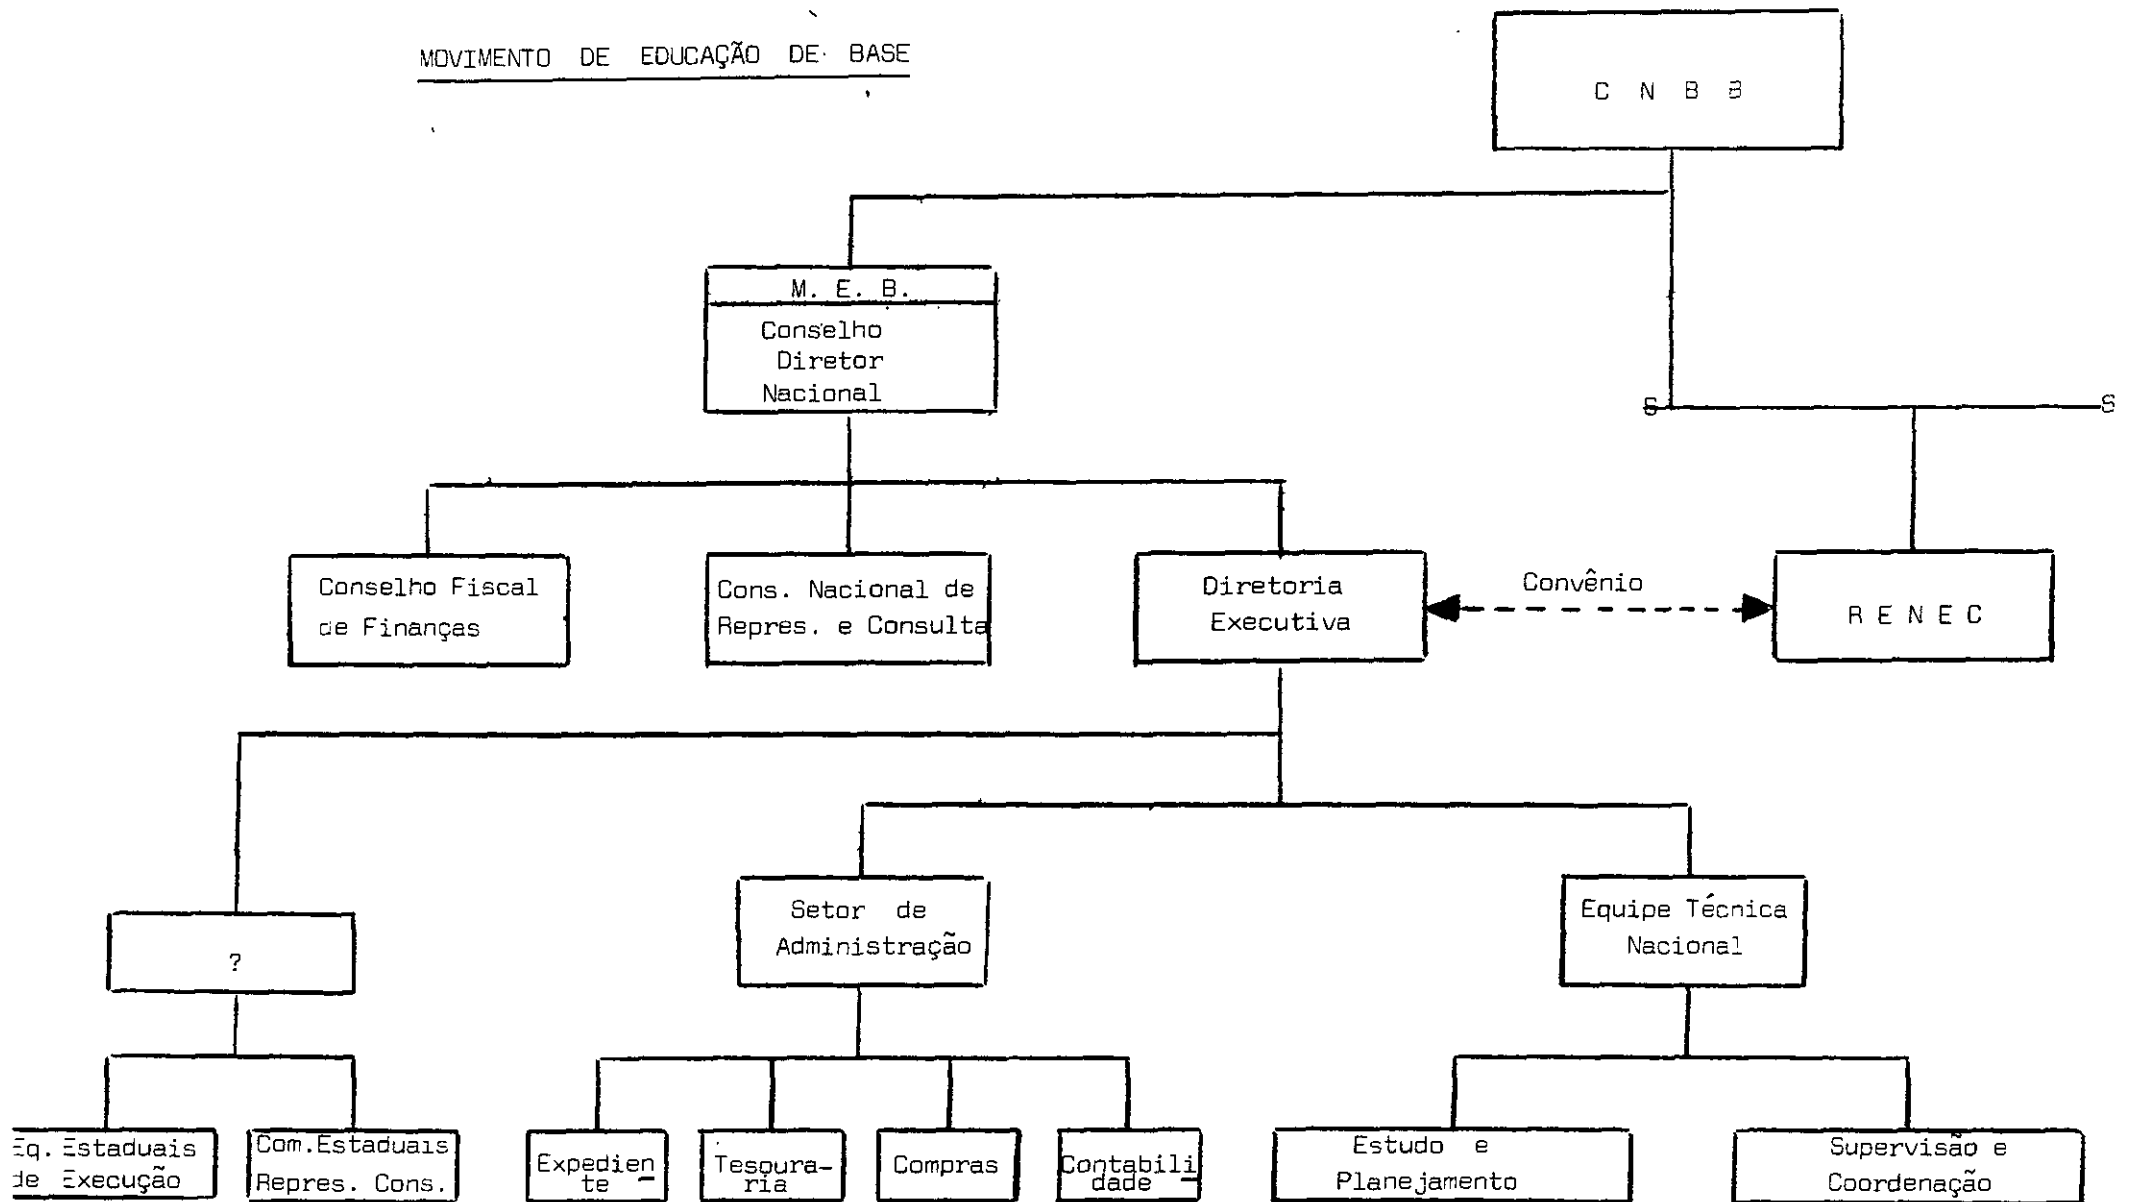 MOVIMENTO DE EDUCAÇÃO DE BASE
C N B B
M. E. B.
Conselho
Diretor
Nacional
S
S
Conselho Fiscal
de Finanças
Cons. Nacional de
Repres. e Consulta
Diretoria
Executiva
Convênio
R E N E C
?
Setor de
Administração
Equipe Técnica
Nacional
Eq. Estaduais
de Execução
Com. Estaduais
Repres. Cons.
Expedien
te
Tesoura-
ria
Compras
Contabili
dade
Estudo e
Planejamento
Supervisão e
Coordenação